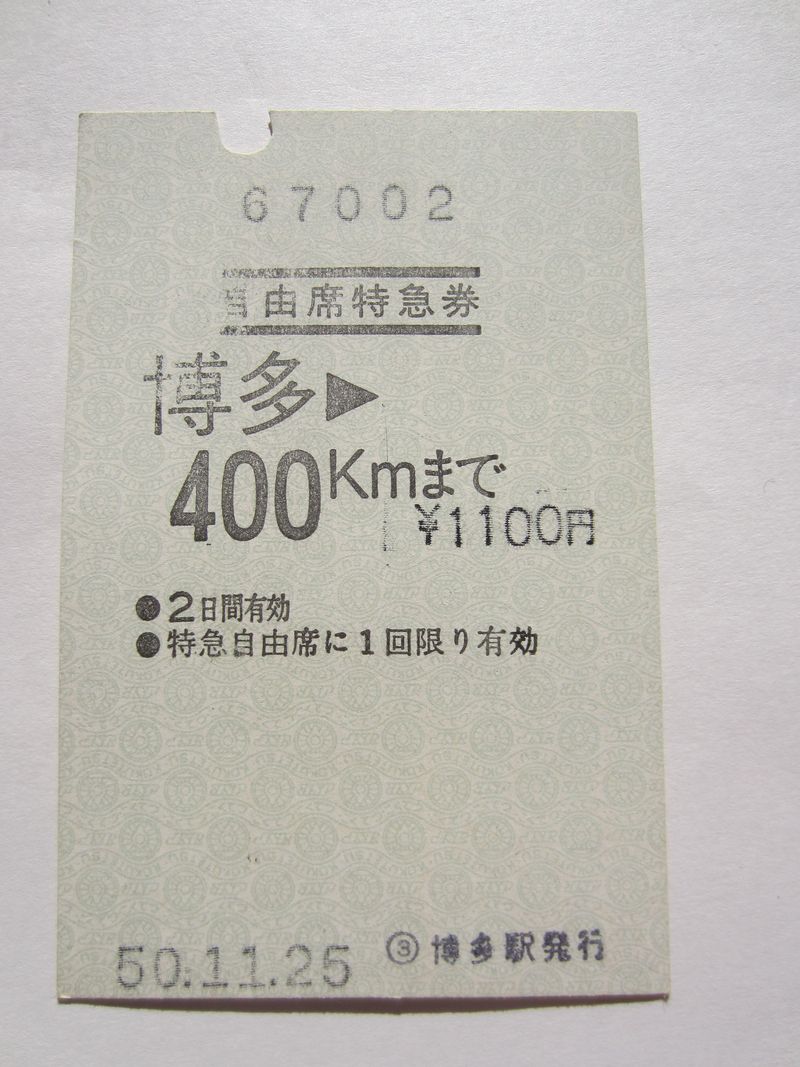 67002
自由席特急券
博多▶
400Kmまで
¥1100円
●2日間有効
●特急自由席に1回限り有効
50.11.25
③博多駅発行